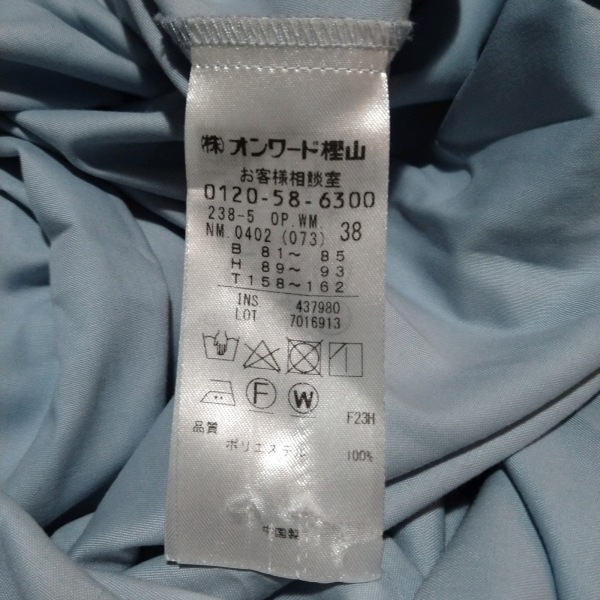 ㈱オンワード樫山
お客様相談室
0120-58-6300
238-5 OP.WM.
NM.0402 (073) 38
B 81～ 85
H 89～ 93
T 158～162
INS 437980
LOT 7016913
F W
F23H
品質
ポリエステル 100%
中国製